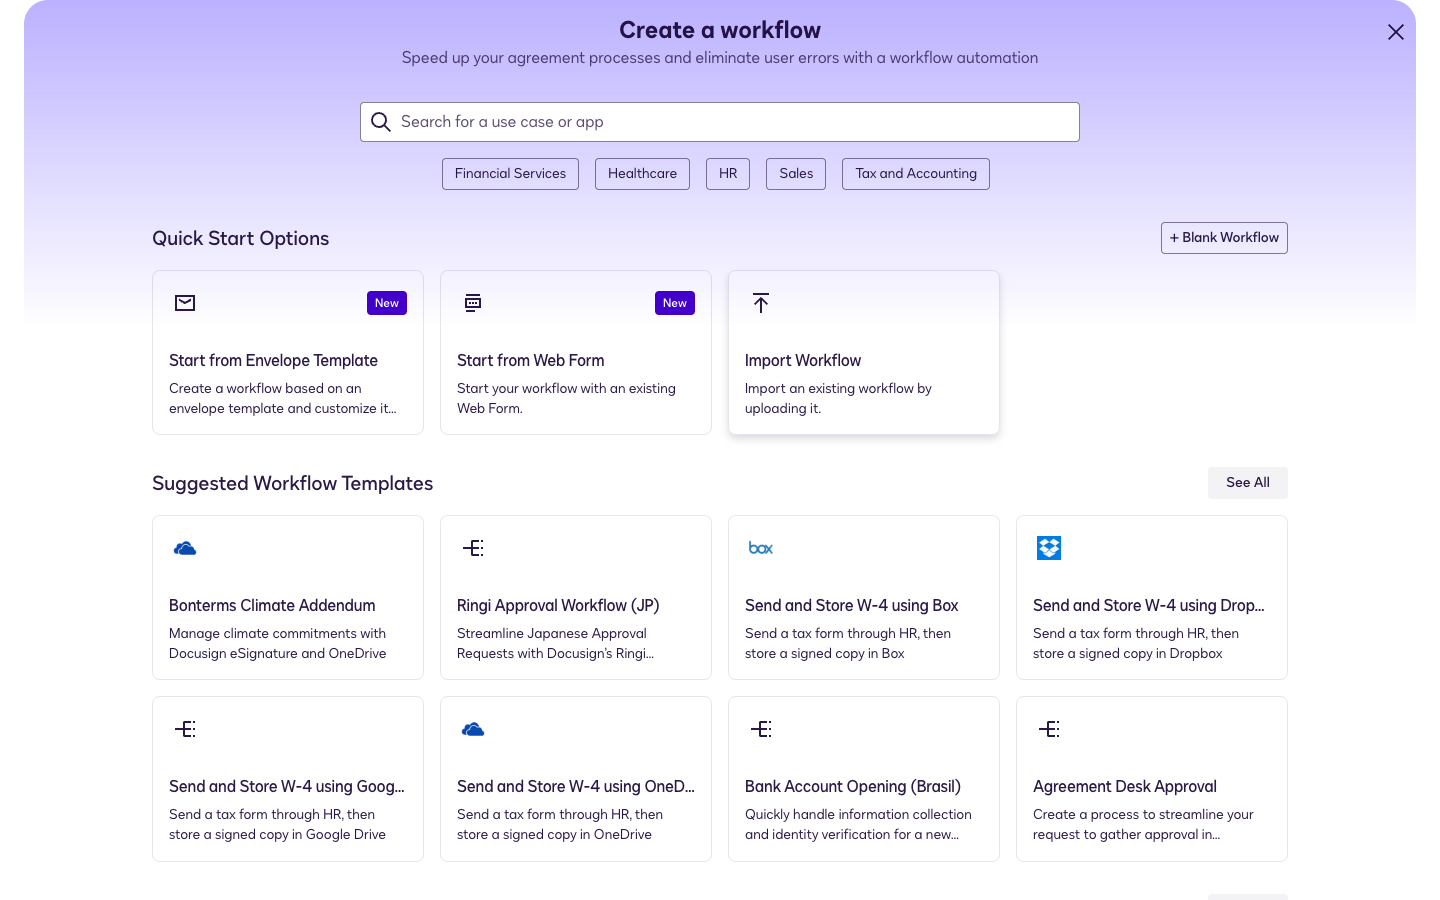 Create a workflow
Speed up your agreement processes and eliminate user errors with a workflow automation
Search for a use case or app
Financial Services
Healthcare
HR
Sales
Tax and Accounting
Quick Start Options
+ Blank Workflow
New
Start from Envelope Template
Create a workflow based on an
envelope template and customize it...
New
Start from Web Form
Start your workflow with an existing
Web Form.
Import Workflow
Import an existing workflow by
uploading it.
Suggested Workflow Templates
See All
Bonterms Climate Addendum
Manage climate commitments with
Docusign eSignature and OneDrive
Ringi Approval Workflow (JP)
Streamline Japanese Approval
Requests with Docusign's Ringi...
box
Send and Store W-4 using Box
Send a tax form through HR, then
store a signed copy in Box
Send and Store W-4 using Drop...
Send a tax form through HR, then
store a signed copy in Dropbox
Send and Store W-4 using Goog...
Send a tax form through HR, then
store a signed copy in Google Drive
Send and Store W-4 using OneD...
Send a tax form through HR, then
store a signed copy in OneDrive
Bank Account Opening (Brasil)
Quickly handle information collection
and identity verification for a new...
Agreement Desk Approval
Create a process to streamline your
request to gather approval in...